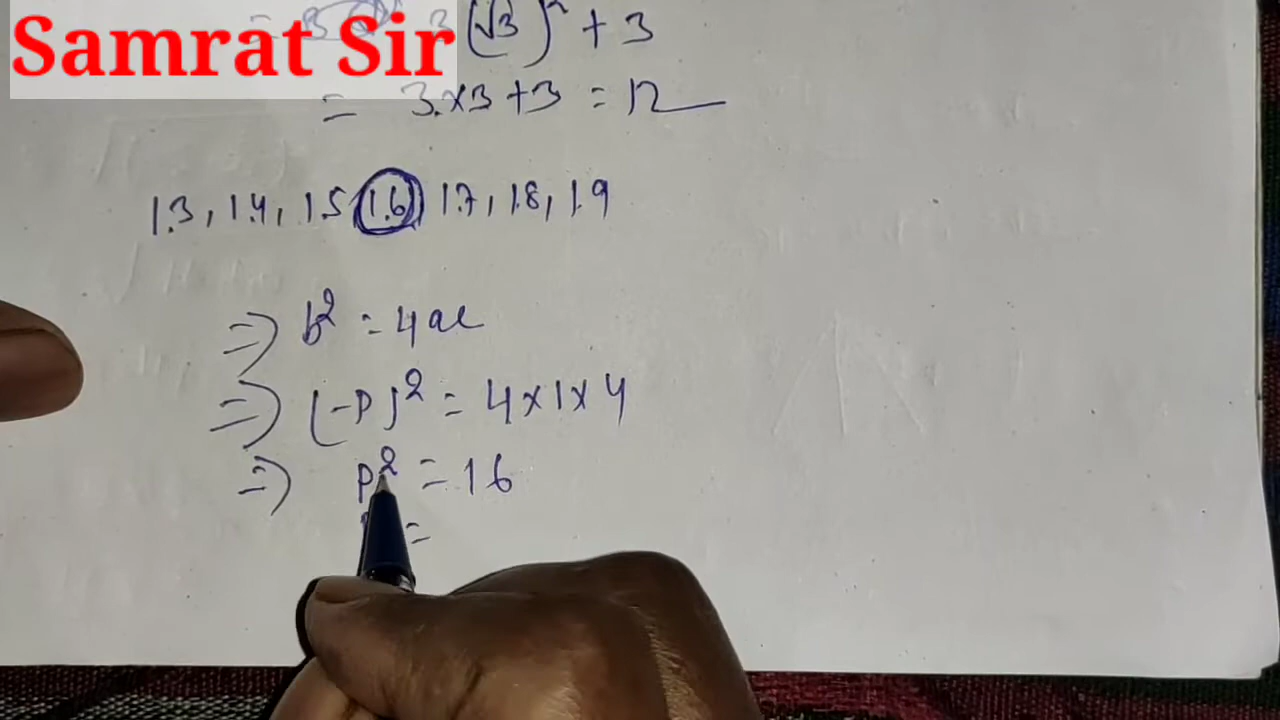 Samrat Sir
= 3 (√3)² + 3
= 3×3+3 = 12
1.3, 1.4, 1.5 1.6 1.7, 1.8, 1.9
⇒ b² = 4ac
⇒ (-P)² = 4×1×4
⇒ P² = 16
=